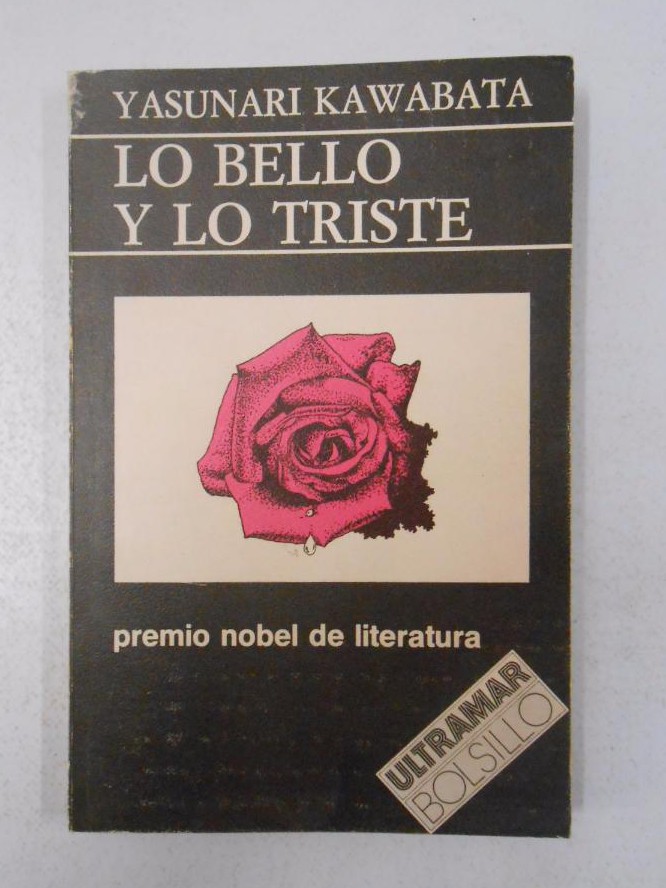 YASUNARI KAWABATA
LO BELLO
Y LO TRISTE
premio nobel de literatura
ULTRAMAR
BOLSILLO